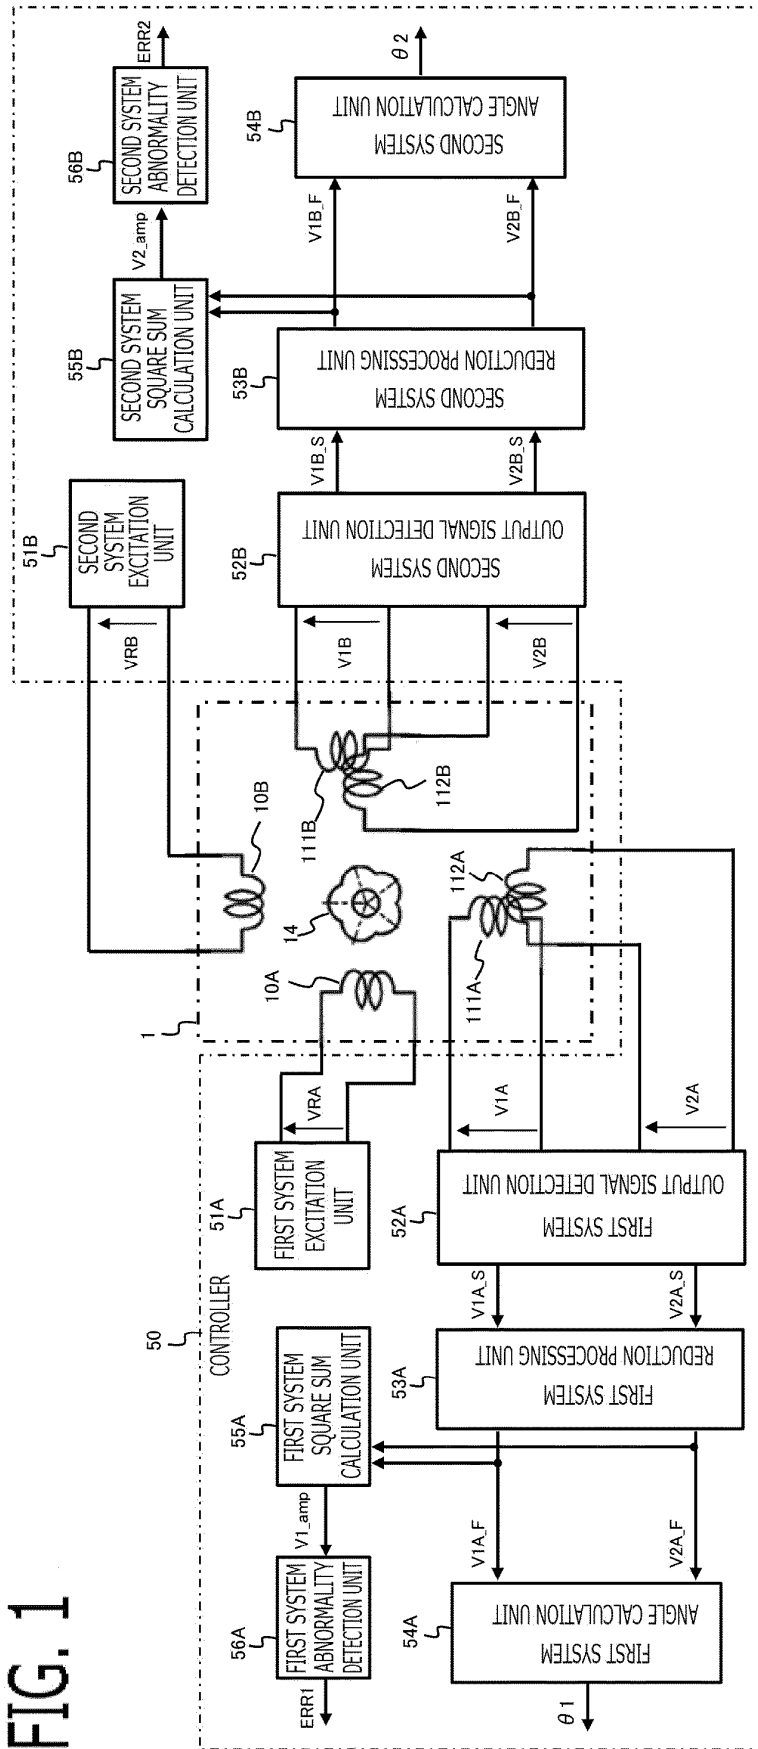 FIG. 1
50
CONTROLLER
1
ERR1
56A
FIRST SYSTEM
ABNORMALITY
DETECTION UNIT
V1_amp
55A
FIRST SYSTEM
SQUARE SUM
CALCULATION UNIT
51A
FIRST SYSTEM
EXCITATION
UNIT
VRA
10A
14
10B
VRB
51B
SECOND
SYSTEM
EXCITATION
UNIT
55B
SECOND SYSTEM
SQUARE SUM
CALCULATION UNIT
V2_amp
56B
SECOND SYSTEM
ABNORMALITY
DETECTION UNIT
ERR2
111B
112B
V1B
V2B
52B
SECOND SYSTEM
OUTPUT SIGNAL DETECTION UNIT
V1B_S
V2B_S
53B
SECOND SYSTEM
REDUCTION PROCESSING UNIT
V1B_F
V2B_F
54B
SECOND SYSTEM
ANGLE CALCULATION UNIT
θ2
θ1
54A
FIRST SYSTEM
ANGLE CALCULATION UNIT
V1A_F
V2A_F
53A
FIRST SYSTEM
REDUCTION PROCESSING UNIT
V1A_S
V2A_S
52A
FIRST SYSTEM
OUTPUT SIGNAL DETECTION UNIT
V1A
V2A
111A
112A